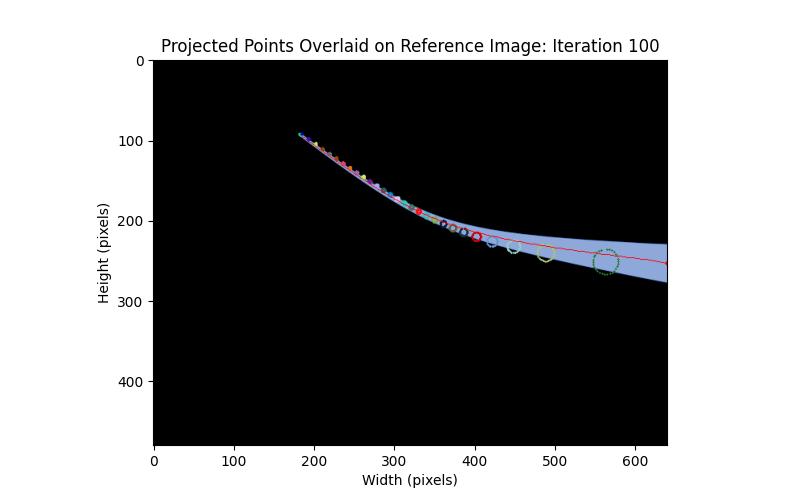 Projected Points Overlaid on Reference Image: Iteration 100
0
100
200
300
400
Height (pixels)
0 100 200 300 400 500 600
Width (pixels)